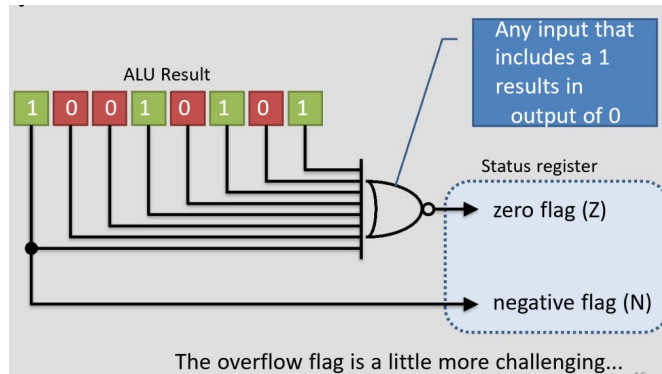 Any input that
includes a 1
results in
output of 0
ALU Result
1 0 0 1 0 1 0 1
Status register
zero flag (Z)
negative flag (N)
The overflow flag is a little more challenging...